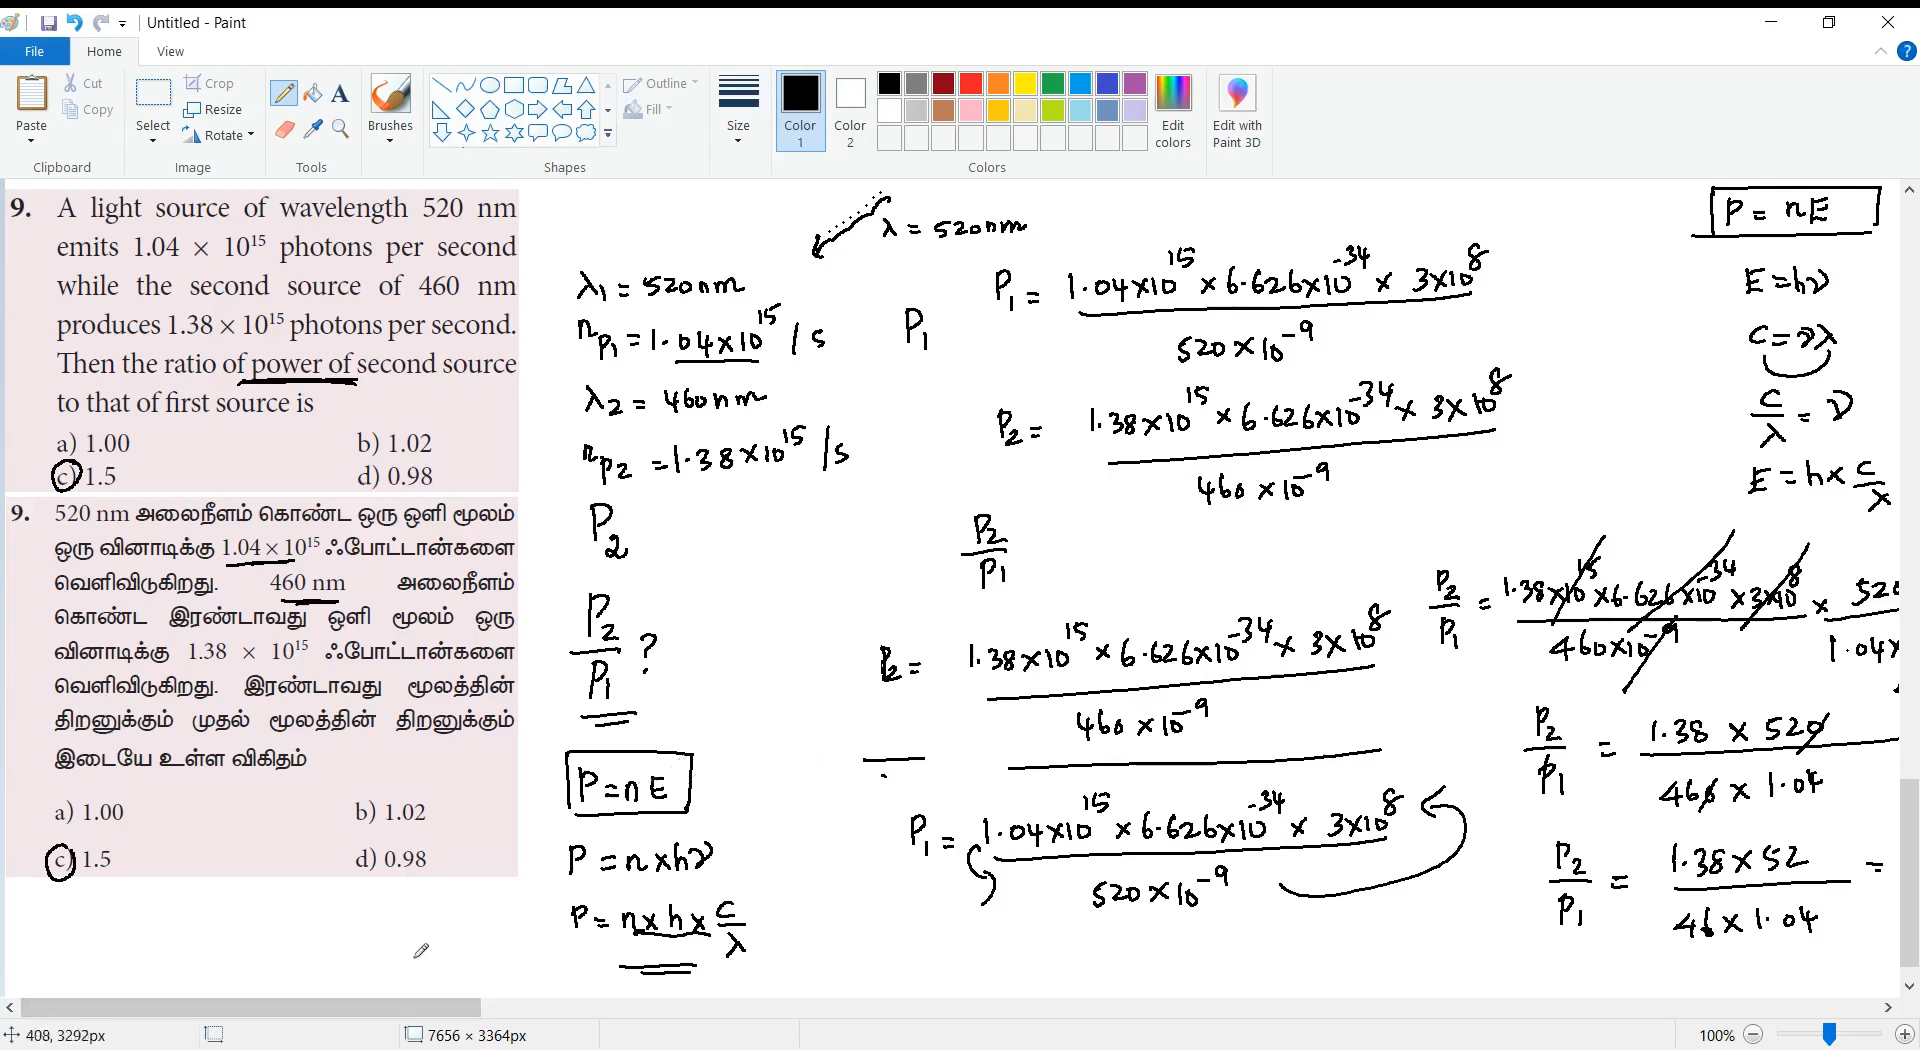 Untitled - Paint
File Home View
Paste Cut Copy Clipboard
Select Crop Resize Rotate Image
Tools
Brushes
Outline Fill Shapes
Size
Color 1 Color 2 Edit colors Edit with Paint 3D Colors
9. A light source of wavelength 520 nm
emits 1.04 × 10¹⁵ photons per second
while the second source of 460 nm
produces 1.38 × 10¹⁵ photons per second.
Then the ratio of power of second source
to that of first source is
a) 1.00 b) 1.02
c) 1.5 d) 0.98
9. 520 nm அலைநீளம் கொண்ட ஒரு ஒளி மூலம்
ஒரு வினாடிக்கு 1.04 × 10¹⁵ ஃபோட்டான்களை
வெளிவிடுகிறது. 460 nm அலைநீளம்
கொண்ட இரண்டாவது ஒளி மூலம் ஒரு
வினாடிக்கு 1.38 × 10¹⁵ ஃபோட்டான்களை
வெளிவிடுகிறது. இரண்டாவது மூலத்தின்
திறனுக்கும் முதல் மூலத்தின் திறனுக்கும்
இடையே உள்ள விகிதம்
a) 1.00 b) 1.02
c) 1.5 d) 0.98
λ = 520nm
λ₁ = 520nm
nₚ₁ = 1.04×10¹⁵ / s
λ₂ = 460nm
nₚ₂ = 1.38×10¹⁵ / s
P₂
P₂/P₁ ?
P = nE
P = n×hν
P = n×h×c/λ
P₁
P₁ = 1.04×10¹⁵ × 6.626×10⁻³⁴ × 3×10⁸
520×10⁻⁹
P₂ = 1.38×10¹⁵ × 6.626×10⁻³⁴ × 3×10⁸
460×10⁻⁹
P₂/P₁
P₂ = 1.38×10¹⁵ × 6.626×10⁻³⁴ × 3×10⁸
460×10⁻⁹
P₁ = 1.04×10¹⁵ × 6.626×10⁻³⁴ × 3×10⁸
520×10⁻⁹
P = nE
E = hν
c = νλ
c/λ = ν
E = h×c/λ
P₂/P₁ = 1.38×10¹⁵ × 6.626×10⁻³⁴ × 3×10⁸ × 520
460×10⁻⁹ 1.04×
P₂/P₁ = 1.38 × 520
460 × 1.04
P₂/P₁ = 1.38 × 52 =
46 × 1.04
408, 3292px 7656 × 3364px 100%